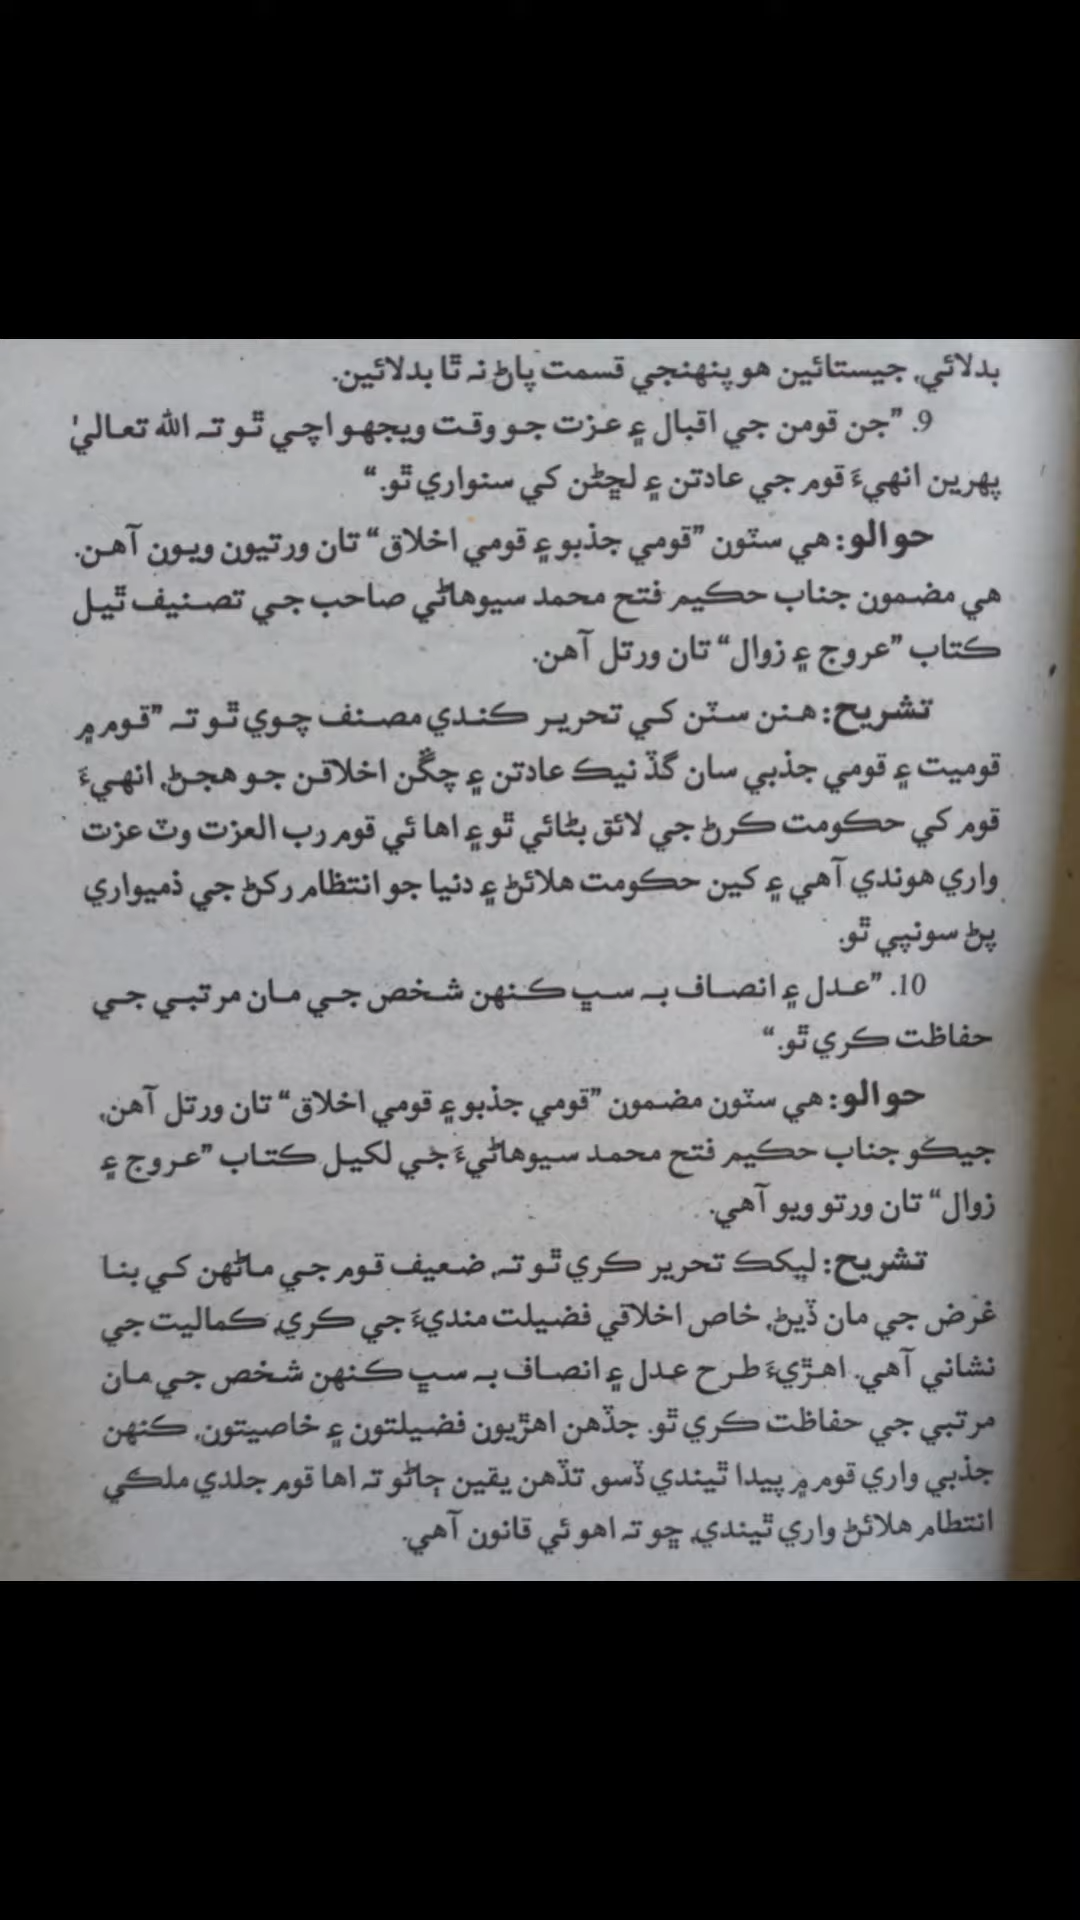 بدلائي، جيستائين هو پنهنجي قسمت پاڻ نہ ٿا بدلائين.
9. ”جن قومن جي اقبال ۽ عزت جو وقت ويجهو اچي ٿو تہ الله تعاليٰ
پهرين انهيءَ قوم جي عادتن ۽ لڇڻن کي سنواري ٿو.“
حوالو: هي سٽون ”قومي جذبو ۽ قومي اخلاق“ تان ورتيون ويون آهن.
هي مضمون جناب حڪيم فتح محمد سيوهاڻي صاحب جي تصنيف ٿيل
ڪتاب ”عروج ۽ زوال“ تان ورتل آهن.
تشريح: هنن سٽن کي تحرير ڪندي مصنف چوي ٿو تہ ”قوم ۾
قوميت ۽ قومي جذبي سان گڏ نيڪ عادتن ۽ چڱن اخلاقن جو هجڻ، انهيءَ
قوم کي حڪومت ڪرڻ جي لائق بڻائي ٿو ۽ اها ئي قوم رب العزت وٽ عزت
واري هوندي آهي ۽ کين حڪومت هلائڻ ۽ دنيا جو انتظام رکڻ جي ذميواري
پڻ سونپي ٿو.
10. ”عدل ۽ انصاف بہ سڀ ڪنهن شخص جي مان مرتبي جي
حفاظت ڪري ٿو.“
حوالو: هي سٽون مضمون ”قومي جذبو ۽ قومي اخلاق“ تان ورتل آهن،
جيڪو جناب حڪيم فتح محمد سيوهاڻيءَ جي لکيل ڪتاب ”عروج ۽
زوال“ تان ورتو ويو آهي.
تشريح: ليکڪ تحرير ڪري ٿو تہ، ضعيف قوم جي ماڻهن کي بنا
غرض جي مان ڏيڻ، خاص اخلاقي فضيلت منديءَ جي ڪري، ڪماليت جي
نشاني آهي. اهڙيءَ طرح عدل ۽ انصاف بہ سڀ ڪنهن شخص جي مان
مرتبي جي حفاظت ڪري ٿو. جڏهن اهڙيون فضيلتون ۽ خاصيتون، ڪنهن
جذبي واري قوم ۾ پيدا ٿيندي ڏسو. تڏهن يقين ڄاڻو تہ اها قوم جلدي ملڪي
انتطام هلائڻ واري ٿيندي، ڇو تہ اهو ئي قانون آهي.